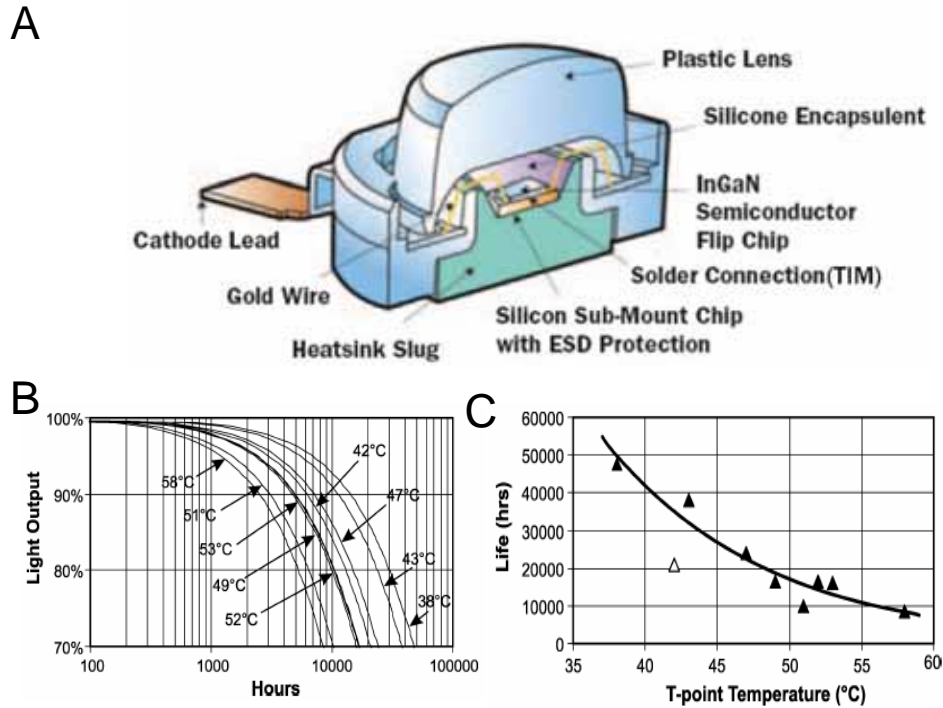 A
Plastic Lens
Silicone Encapsulent
InGaN
Semiconductor
Flip Chip
Cathode Lead
Solder Connection(TIM)
Gold Wire
Silicon Sub-Mount Chip
with ESD Protection
Heatsink Slug
B
100%
90%
80%
70%
Light Output
58°C
51°C
53°C
49°C
52°C
42°C
47°C
43°C
38°C
100
1000
10000
100000
Hours
C
60000
50000
40000
30000
20000
10000
0
Life (hrs)
35
40
45
50
55
60
T-point Temperature (°C)